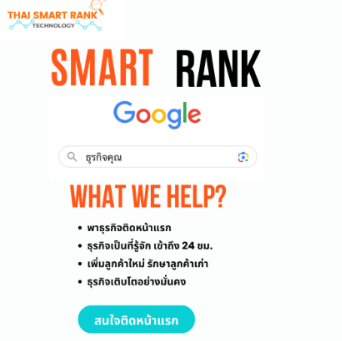 THAI SMART RANK
TECHNOLOGY
SMART RANK
Google
ธุรกิจคุณ
WHAT WE HELP?
• พาธุรกิจติดหน้าแรก
• ธุรกิจเป็นที่รู้จัก เข้าถึง 24 ชม.
• เพิ่มลูกค้าใหม่ รักษาลูกค้าเก่า
• ธุรกิจเติบโตอย่างมั่นคง
สนใจติดหน้าแรก